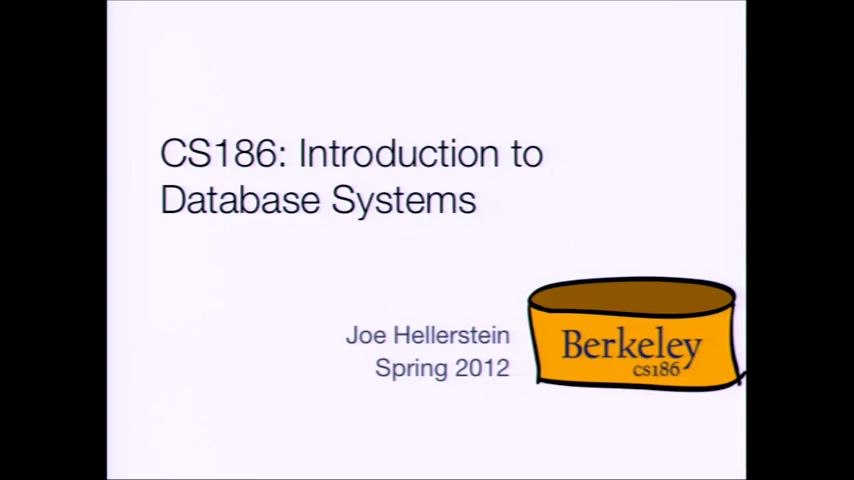 CS186: Introduction to
Database Systems
Joe Hellerstein
Spring 2012
Berkeley
cs186